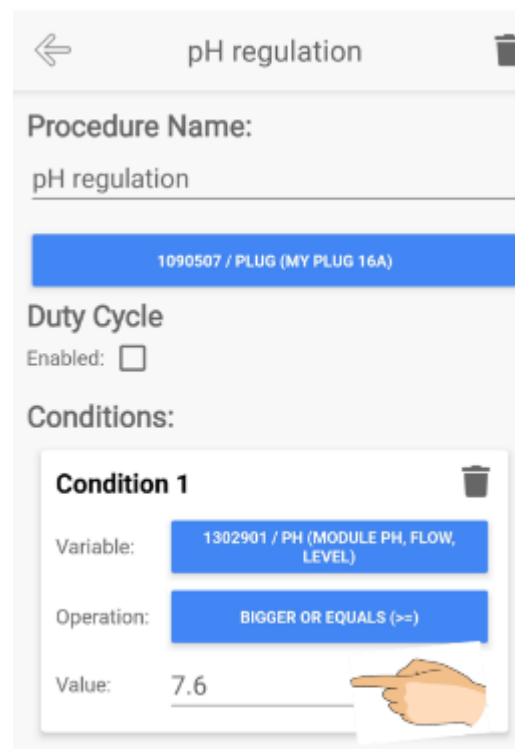 pH regulation
Procedure Name:
pH regulation
1090507 / PLUG (MY PLUG 16A)
Duty Cycle
Enabled:
Conditions:
Condition 1
Variable:
1302901 / PH (MODULE PH, FLOW,
LEVEL)
Operation:
BIGGER OR EQUALS (>=)
Value:
7.6